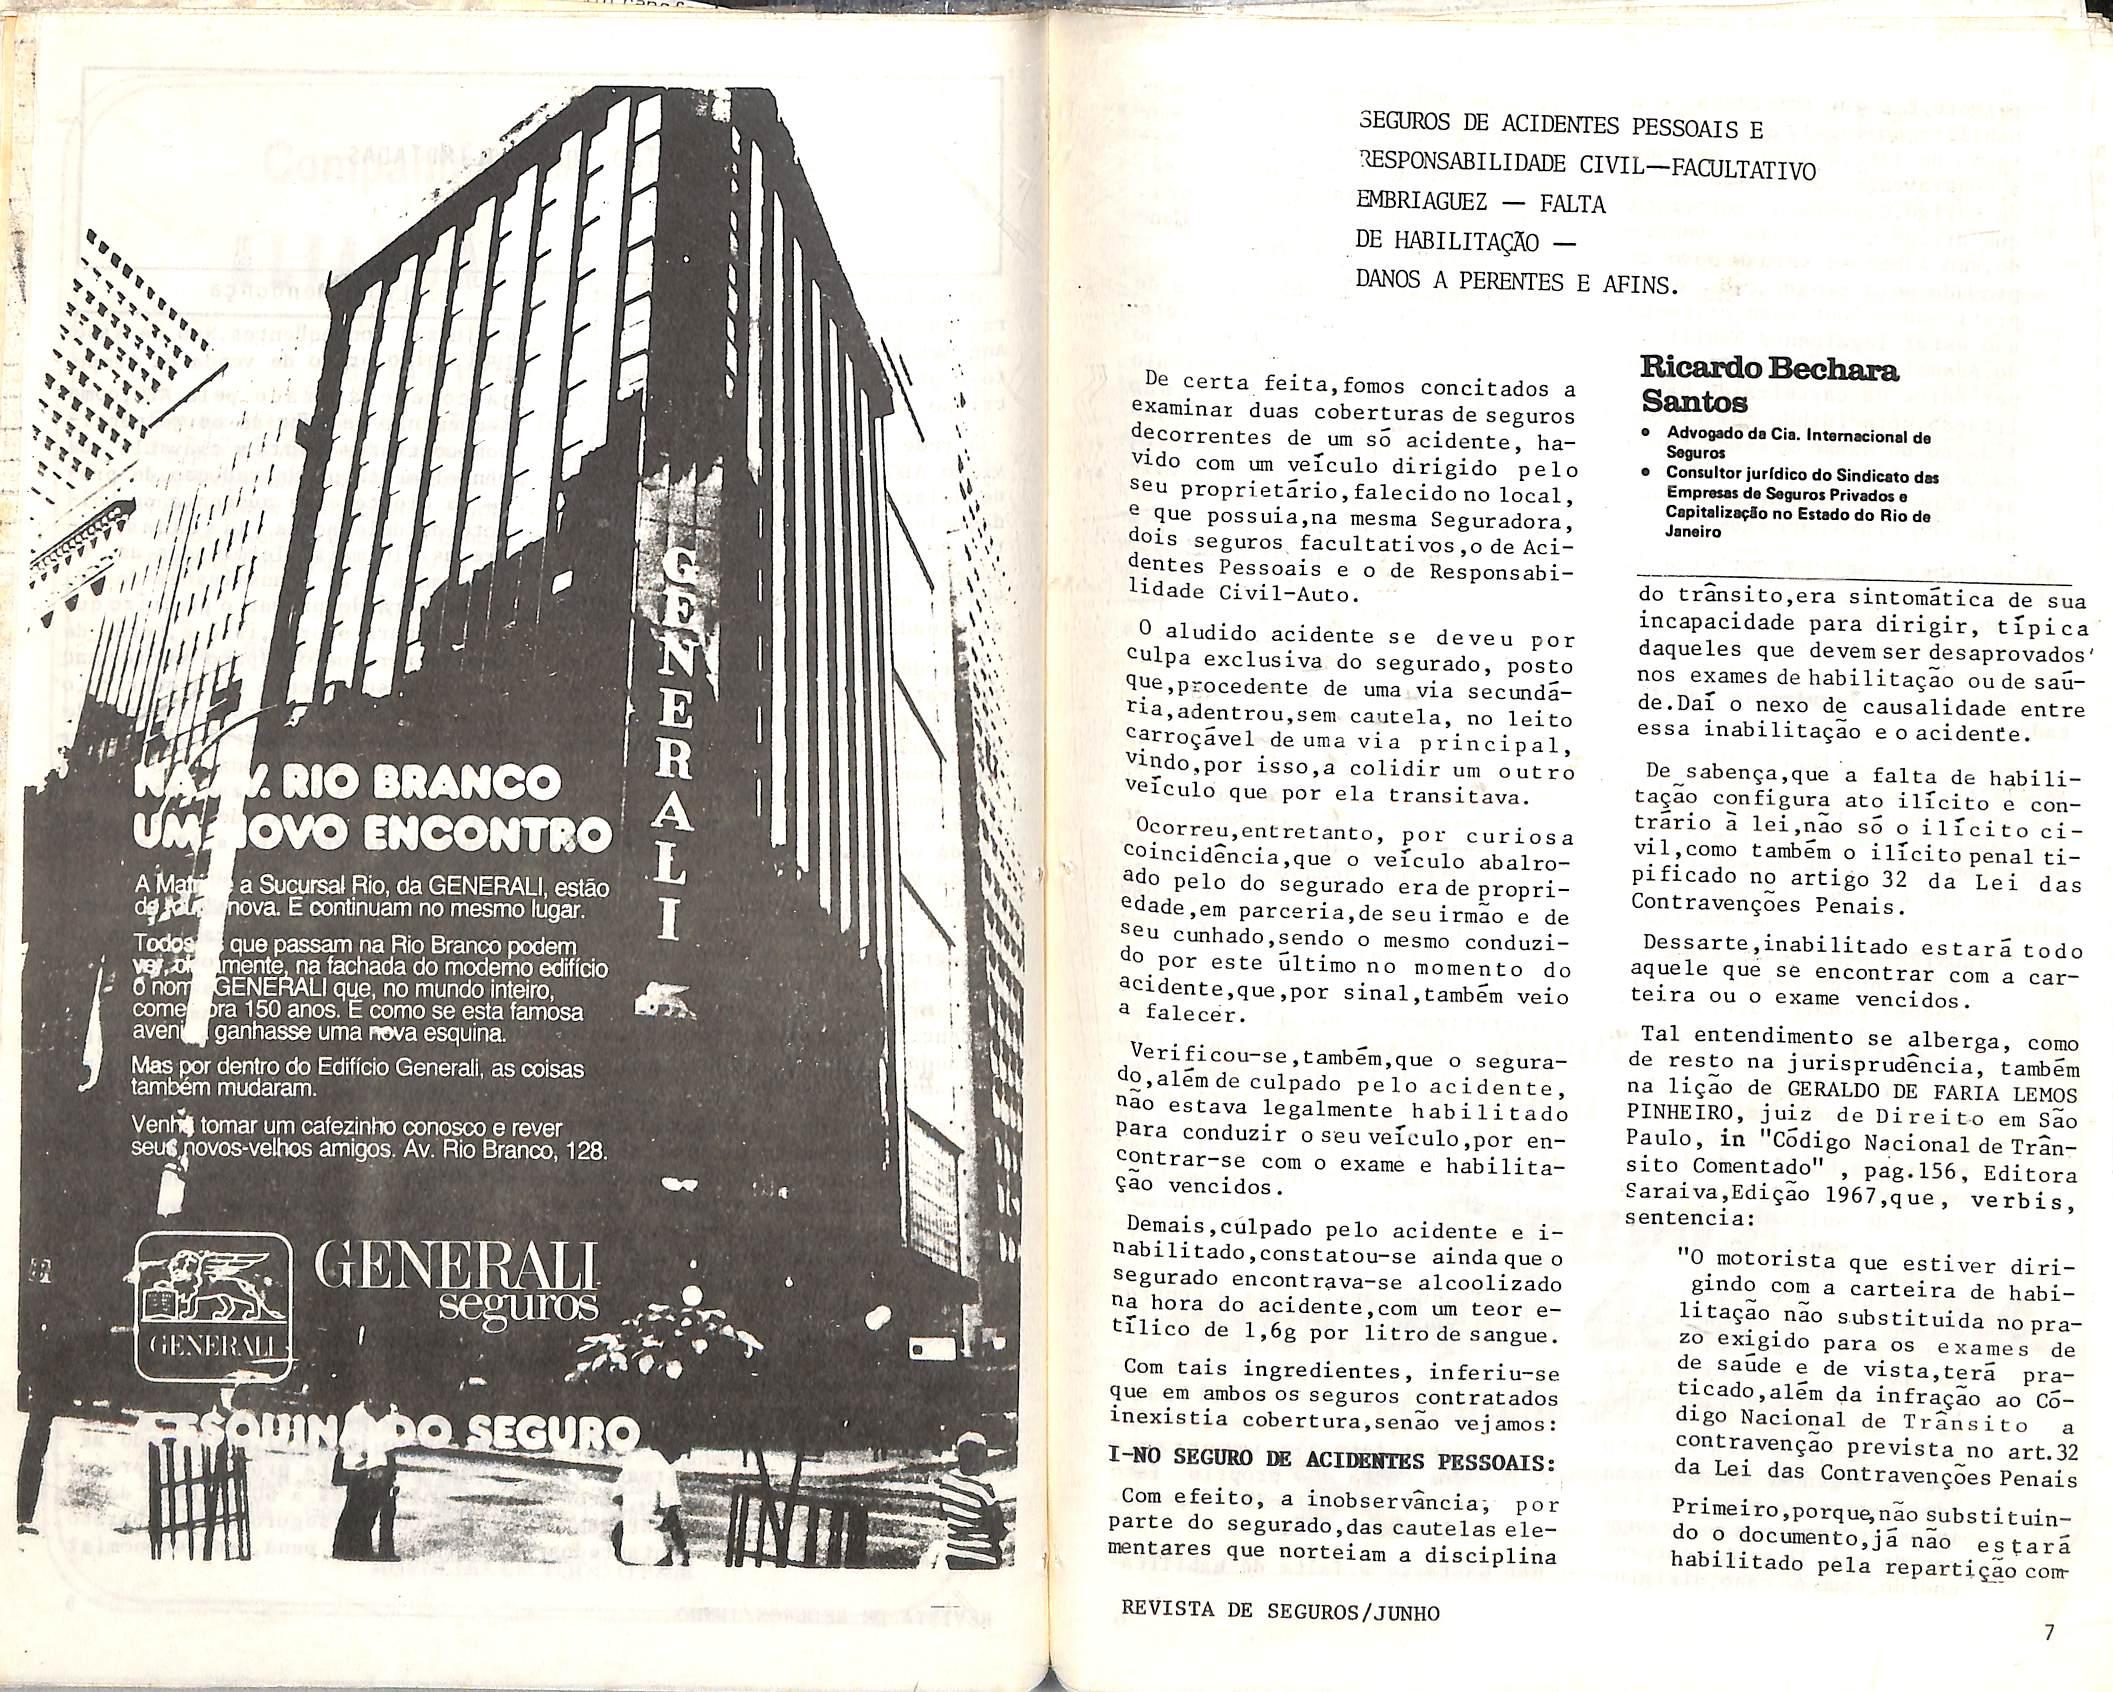 GENERALI
NA AV. RIO BRANCO
UM NOVO ENCONTRO
A Matriz e a Sucursal Rio, da GENERALI, estão
de nova. E continuam no mesmo lugar.
Todos os que passam na Rio Branco podem
ver, mente, na fachada do moderno edifício
o nome GENERALI que, no mundo inteiro,
comemora 150 anos. É como se esta famosa
avenida ganhasse uma nova esquina.
Mas por dentro do Edifício Generali, as coisas
também mudaram.
Venha tomar um cafezinho conosco e rever
seus novos-velhos amigos. Av. Rio Branco, 128.
GENERALI
GENERALI
seguros
A ESQUINA DO SEGURO
SEGUROS DE ACIDENTES PESSOAIS E
RESPONSABILIDADE CIVIL—FACULTATIVO
EMBRIAGUEZ — FALTA
DE HABILITAÇÃO —
DANOS A PERENTES E AFINS.
De certa feita,fomos concitados a
examinar duas coberturas de seguros
decorrentes de um só acidente, ha-
vido com um veículo dirigido pelo
seu proprietário,falecido no local,
e que possuia,na mesma Seguradora,
dois seguros facultativos,o de Aci-
dentes Pessoais e o de Responsabi-
lidade Civil-Auto.
O aludido acidente se deveu por
culpa exclusiva do segurado, posto
que,procedente de uma via secundá-
ria,adentrou,sem cautela, no leito
carroçável de uma via principal,
vindo,por isso,a colidir um outro
veículo que por ela transitava.
Ocorreu,entretanto, por curiosa
coincidência,que o veículo abalro-
ado pelo do segurado era de propri-
edade,em parceria,de seu irmão e de
seu cunhado,sendo o mesmo conduzi-
do por este último no momento do
acidente,que,por sinal,também veio
a falecer.
Verificou-se,também,que o segura-
do,além de culpado pelo acidente,
não estava legalmente habilitado
para conduzir o seu veículo,por en-
contrar-se com o exame e habilita-
ção vencidos.
Demais,culpado pelo acidente e i-
nabilitado,constatou-se ainda que o
segurado encontrava-se alcoolizado
na hora do acidente,com um teor e-
tílico de 1,6g por litro de sangue.
Com tais ingredientes, inferiu-se
que em ambos os seguros contratados
inexistia cobertura,senão vejamos:
I-NO SEGURO DE ACIDENTES PESSOAIS:
Com efeito, a inobservância, por
parte do segurado,das cautelas ele-
mentares que norteiam a disciplina
Ricardo Bechara
Santos
• Advogado da Cia. Internacional de
Seguros
• Consultor jurídico do Sindicato das
Empresas de Seguros Privados e
Capitalização no Estado do Rio de
Janeiro
do trânsito,era sintomática de sua
incapacidade para dirigir, típica
daqueles que devem ser desaprovados'
nos exames de habilitação ou de saú-
de.Daí o nexo de causalidade entre
essa inabilitação e o acidente.
De sabença,que a falta de habili-
tação configura ato ilícito e con-
trário à lei,não só o ilícito ci-
vil,como também o ilícito penal ti-
pificado no artigo 32 da Lei das
Contravenções Penais.
Dessarte,inabilitado estará todo
aquele que se encontrar com a car-
teira ou o exame vencidos.
Tal entendimento se alberga, como
de resto na jurisprudência, também
na lição de GERALDO DE FARIA LEMOS
PINHEIRO, juiz de Direito em São
Paulo, in "Código Nacional de Trân-
sito Comentado" , pag.156, Editora
Saraiva,Edição 1967,que, verbis,
sentencia:
"O motorista que estiver diri-
gindo com a carteira de habi-
litação não substituida no pra-
zo exigido para os exames de
de saúde e de vista,terá pra-
ticado,além da infração ao Có-
digo Nacional de Trânsito a
contravenção prevista no art.32
da Lei das Contravenções Penais
Primeiro,porque,não substituin-
do o documento,já não estará
habilitado pela repartição com-
REVISTA DE SEGUROS/JUNHO
7